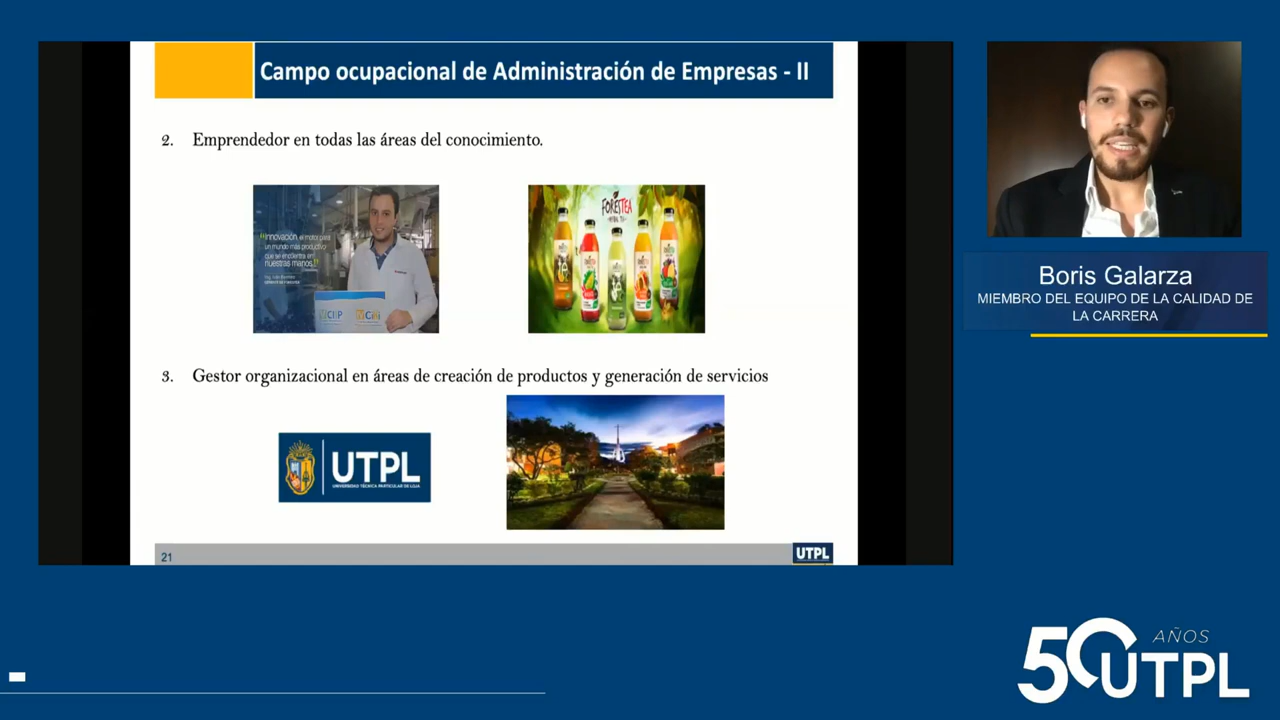 Campo ocupacional de Administración de Empresas - II
2. Emprendedor en todas las áreas del conocimiento.
"Innovación, el motor para
un mundo más productivo
que se encuentra en
nuestras manos."
FORESTEA
3. Gestor organizacional en áreas de creación de productos y generación de servicios
UTPL
UNIVERSIDAD TÉCNICA PARTICULAR DE LOJA
21
UTPL
Boris Galarza
MIEMBRO DEL EQUIPO DE LA CALIDAD DE
LA CARRERA
50 AÑOS
UTPL